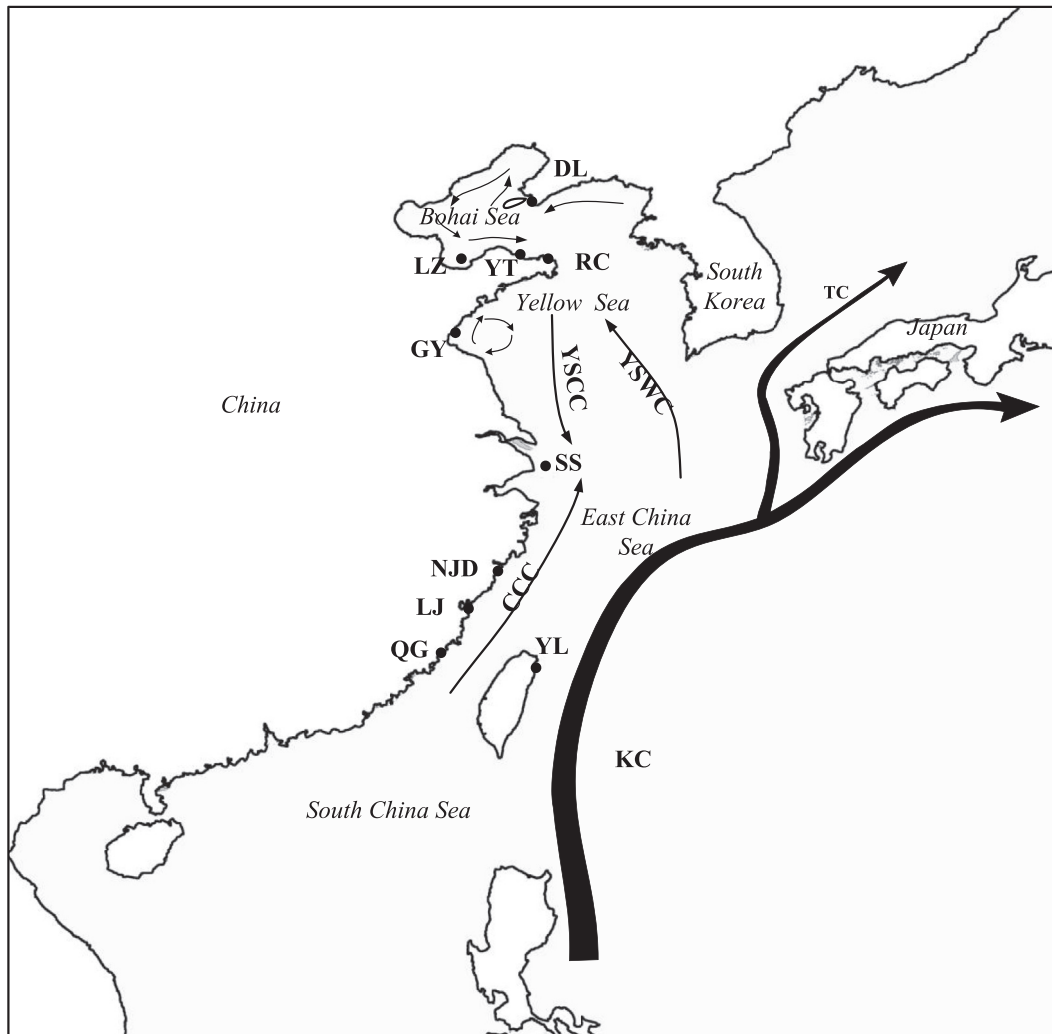 DL
Bohai Sea
LZ
YT
RC
South
Korea
TC
Yellow Sea
Japan
GY
YSCC
YSWC
China
SS
East China
Sea
NJD
CCC
LJ
QG
YL
KC
South China Sea